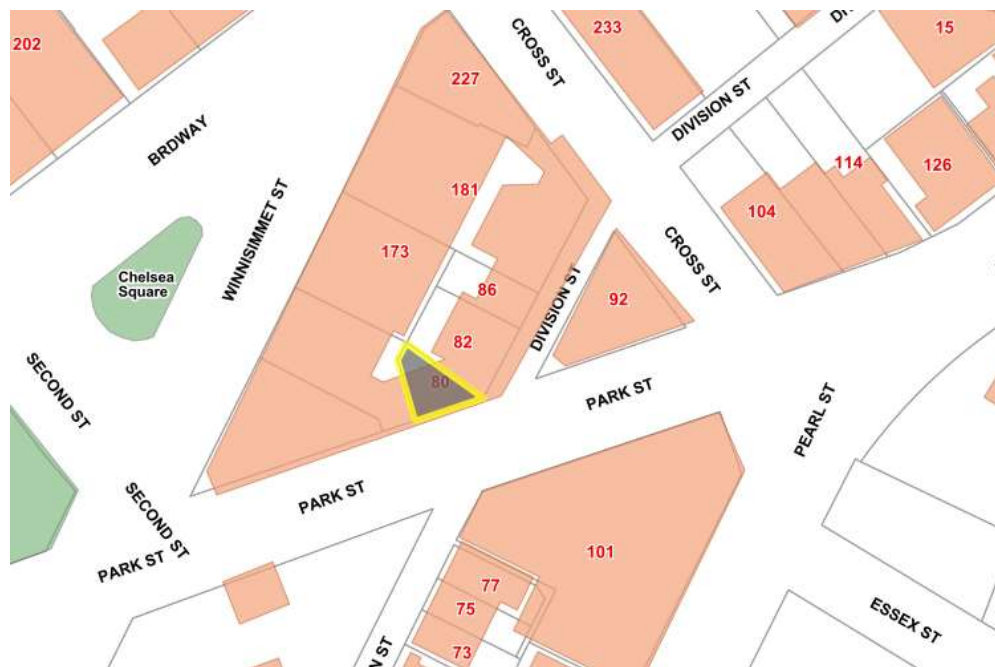 202
227
CROSS ST
233
15
DIVISION ST
BRDWAY
114
126
181
104
WINNISIMMET ST
173
CROSS ST
Chelsea
Square
86
92
DIVISION ST
82
80
SECOND ST
PARK ST
PEARL ST
PARK ST
SECOND ST
PARK ST
101
77
75
73
ESSEX ST